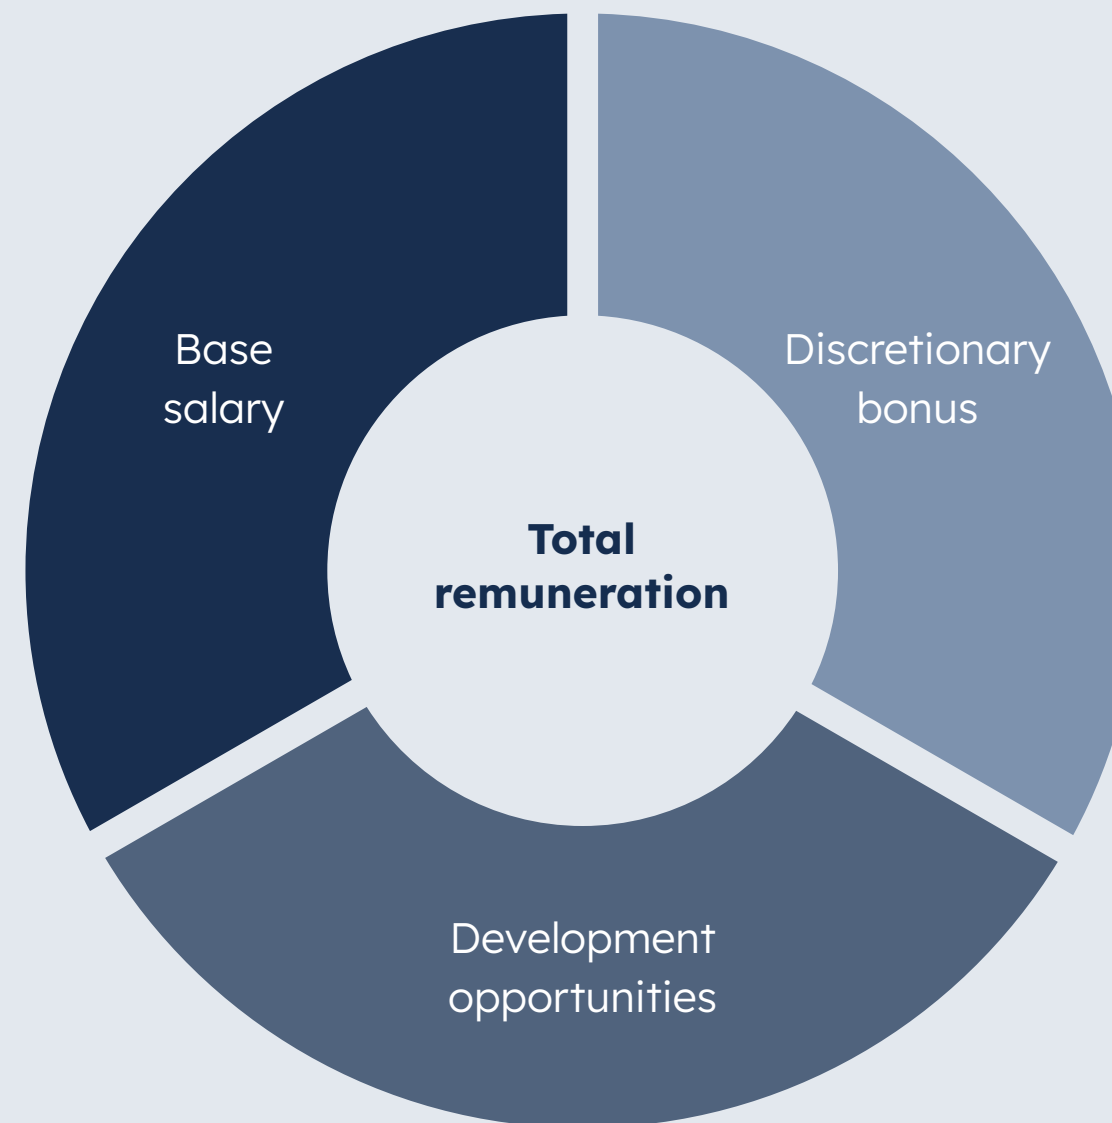 Base
salary
Discretionary
bonus
Total
remuneration
Development
opportunities